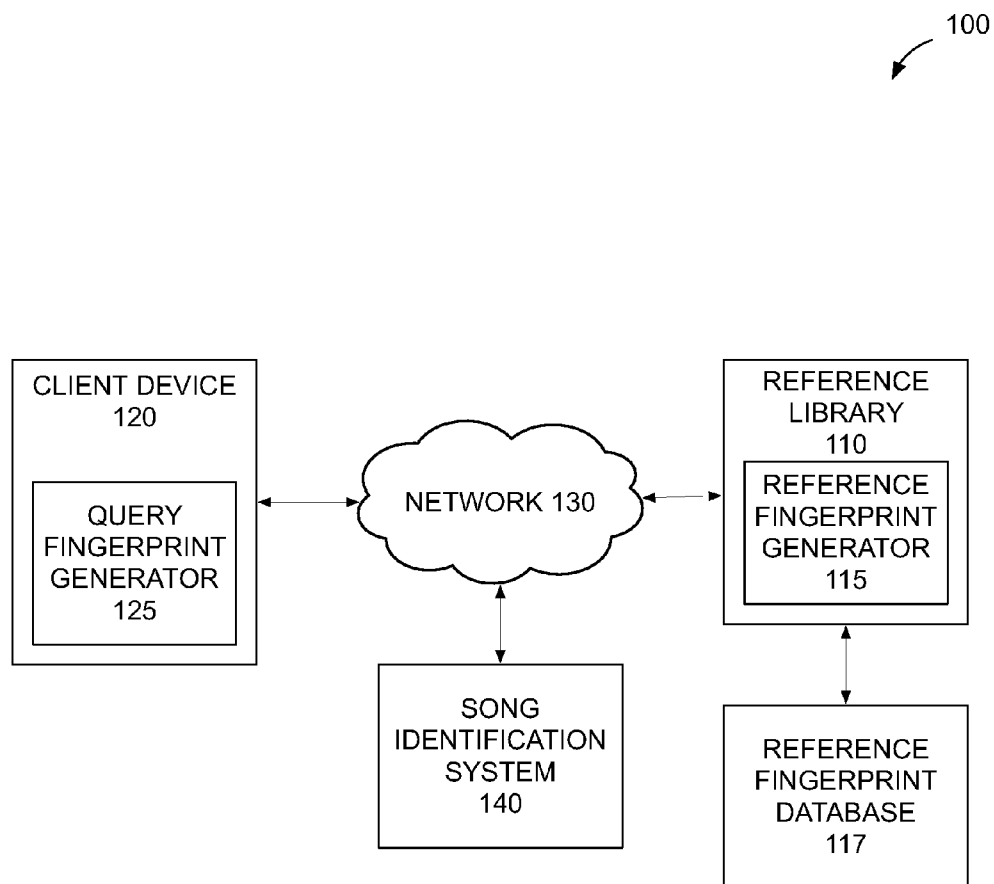 100
CLIENT DEVICE
120
QUERY
FINGERPRINT
GENERATOR
125
NETWORK 130
REFERENCE
LIBRARY
110
REFERENCE
FINGERPRINT
GENERATOR
115
SONG
IDENTIFICATION
SYSTEM
140
REFERENCE
FINGERPRINT
DATABASE
117